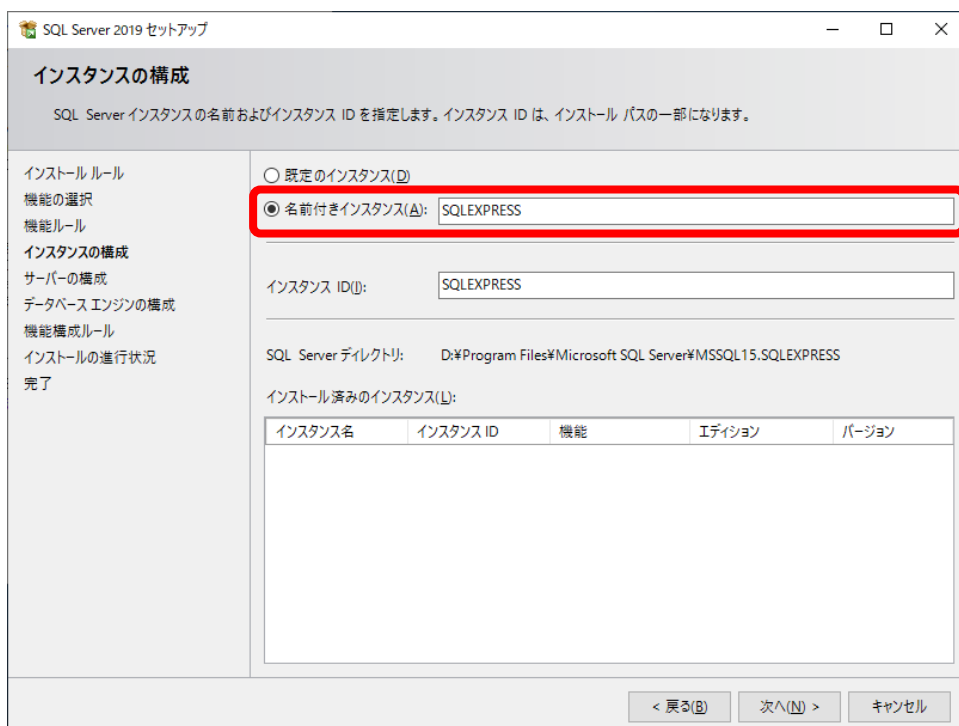 SQL Server 2019 セットアップ
インスタンスの構成
SQL Server インスタンスの名前およびインスタンス ID を指定します。インスタンス ID は、インストール パスの一部になります。
インストール ルール
機能の選択
機能ルール
インスタンスの構成
サーバーの構成
データベース エンジンの構成
機能構成ルール
インストールの進行状況
完了
既定のインスタンス(D)
名前付きインスタンス(A): SQLEXPRESS
インスタンス ID(I): SQLEXPRESS
SQL Server ディレクトリ: D:¥Program Files¥Microsoft SQL Server¥MSSQL15.SQLEXPRESS
インストール済みのインスタンス(L):
インスタンス名 インスタンス ID 機能 エディション バージョン
< 戻る(B) 次へ(N) > キャンセル